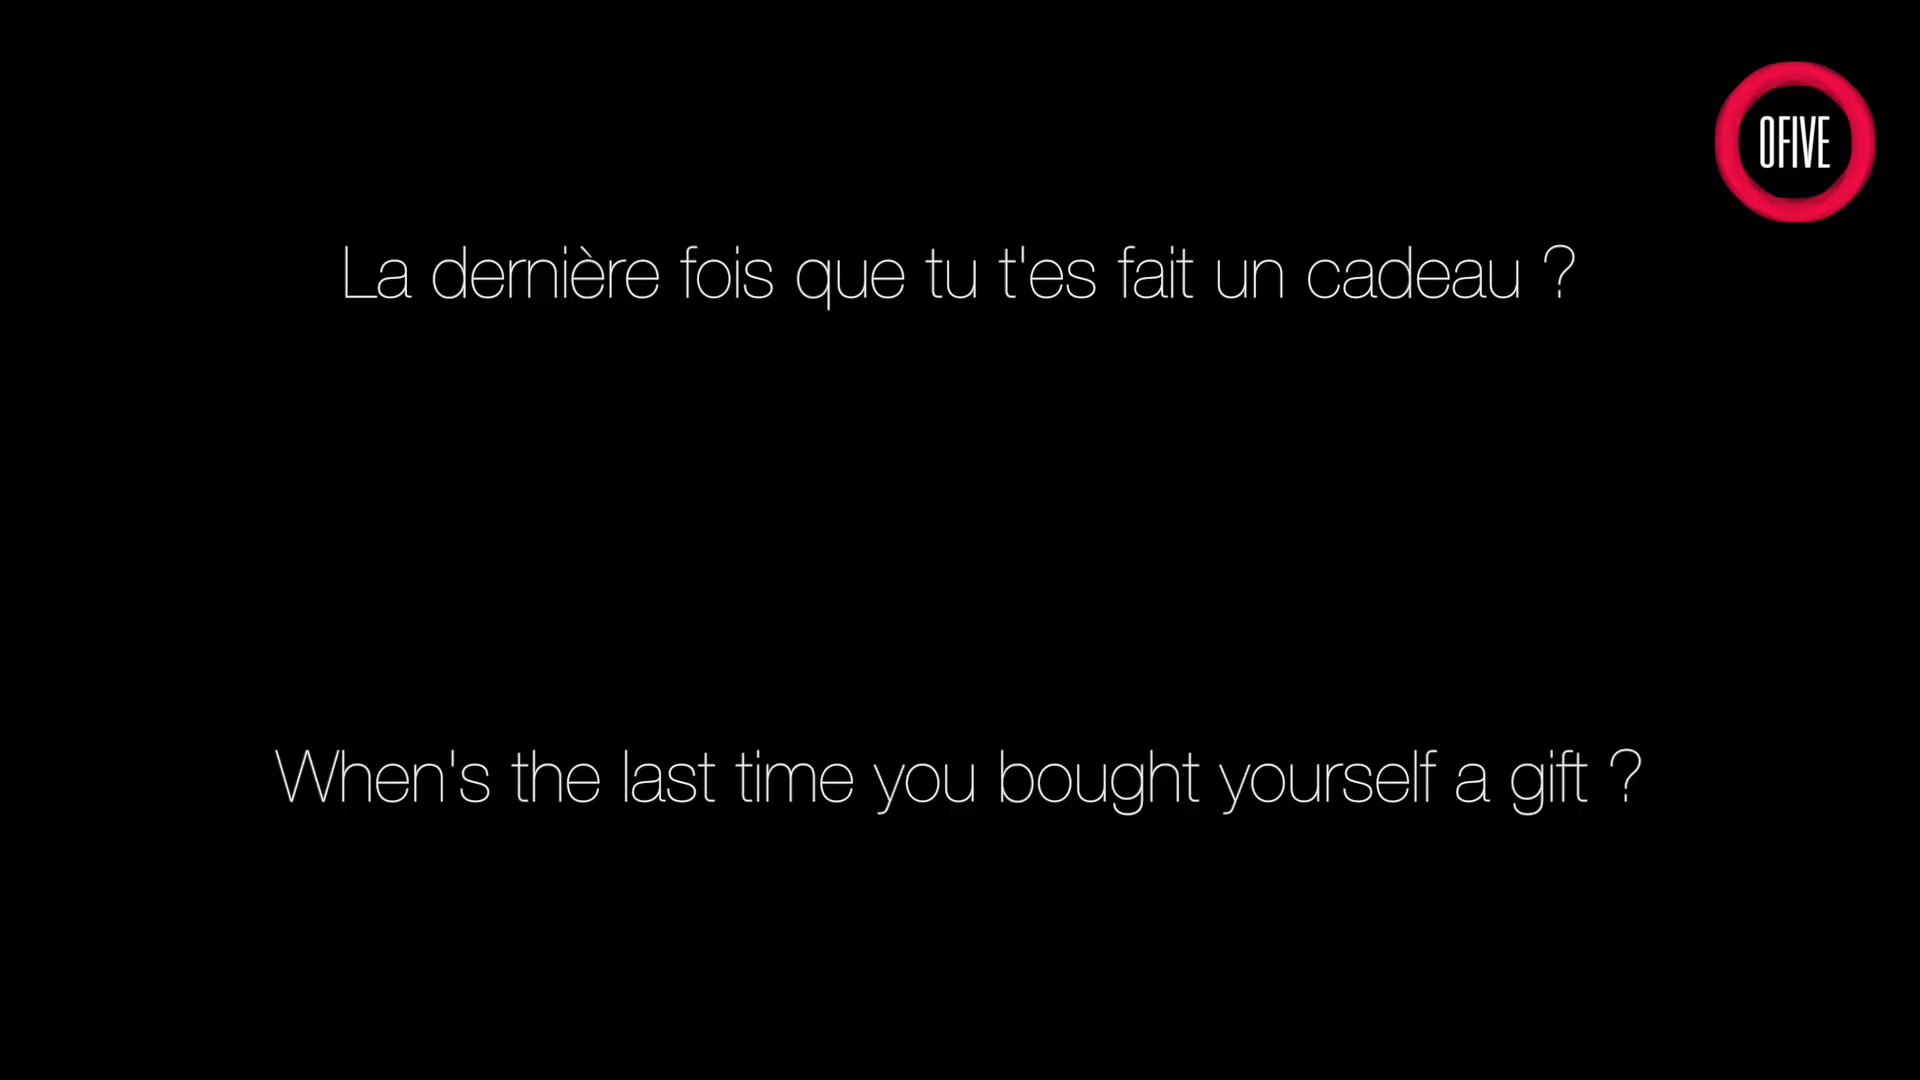 OFIVE
La dernière fois que tu t'es fait un cadeau ?
When's the last time you bought yourself a gift ?